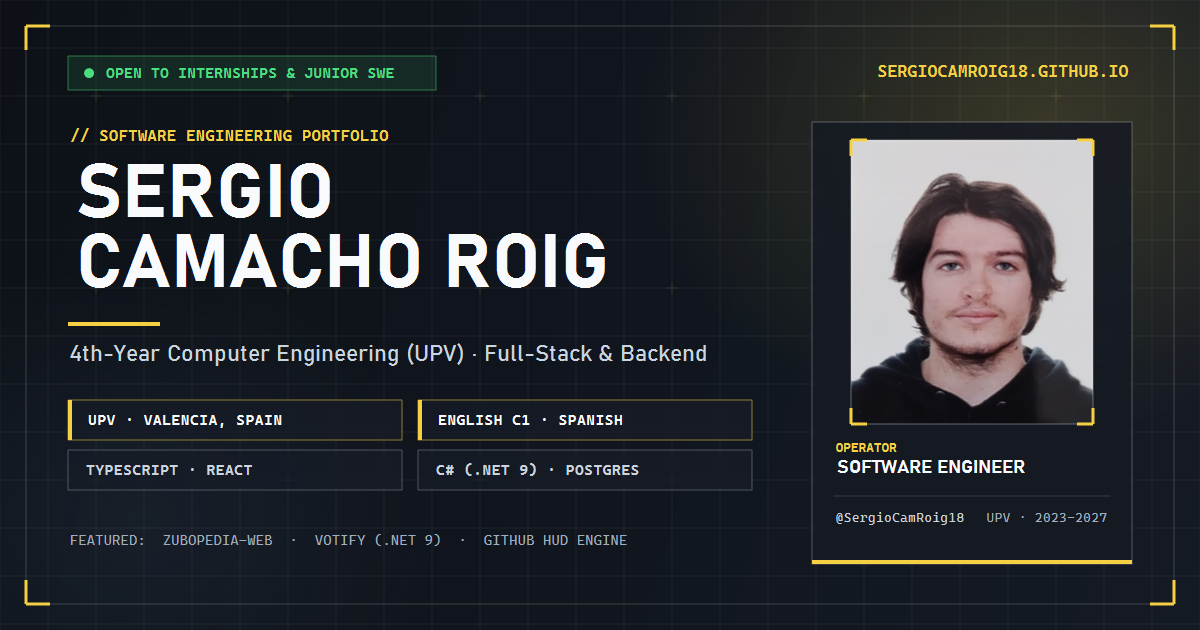 OPEN TO INTERNSHIPS & JUNIOR SWE
SERGIOCAMROIG18.GITHUB.IO
// SOFTWARE ENGINEERING PORTFOLIO
SERGIO
CAMACHO ROIG
4th-Year Computer Engineering (UPV) · Full-Stack & Backend
UPV · VALENCIA, SPAIN
ENGLISH C1 · SPANISH
TYPESCRIPT · REACT
C# (.NET 9) · POSTGRES
FEATURED: ZUBOPEDIA-WEB · VOTIFY (.NET 9) · GITHUB HUD ENGINE
OPERATOR
SOFTWARE ENGINEER
@SergioCamRoig18 UPV · 2023-2027